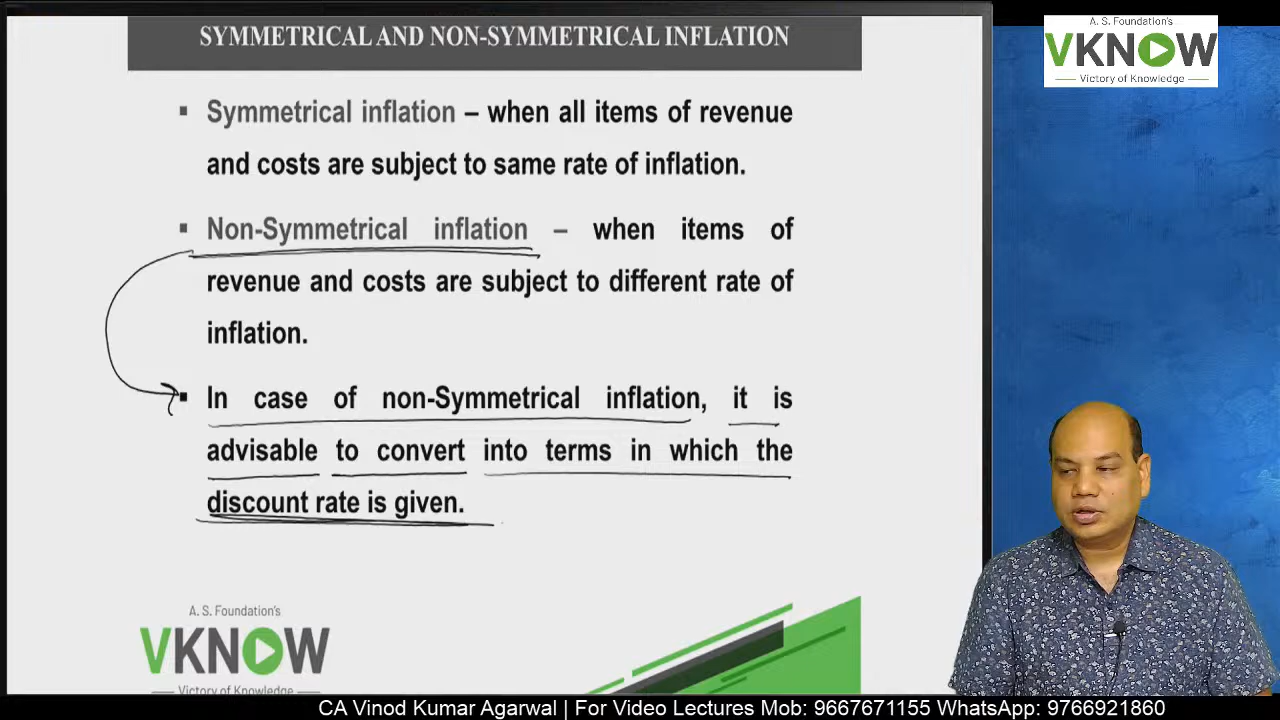 SYMMETRICAL AND NON-SYMMETRICAL INFLATION
A. S. Foundation's
VKNOW
Victory of Knowledge
▪ Symmetrical inflation – when all items of revenue
and costs are subject to same rate of inflation.
▪ Non-Symmetrical inflation – when items of
revenue and costs are subject to different rate of
inflation.
▪ In case of non-Symmetrical inflation, it is
advisable to convert into terms in which the
discount rate is given.
A. S. Foundation's
VKNOW
Victory of Knowledge
CA Vinod Kumar Agarwal | For Video Lectures Mob: 9667671155 WhatsApp: 9766921860